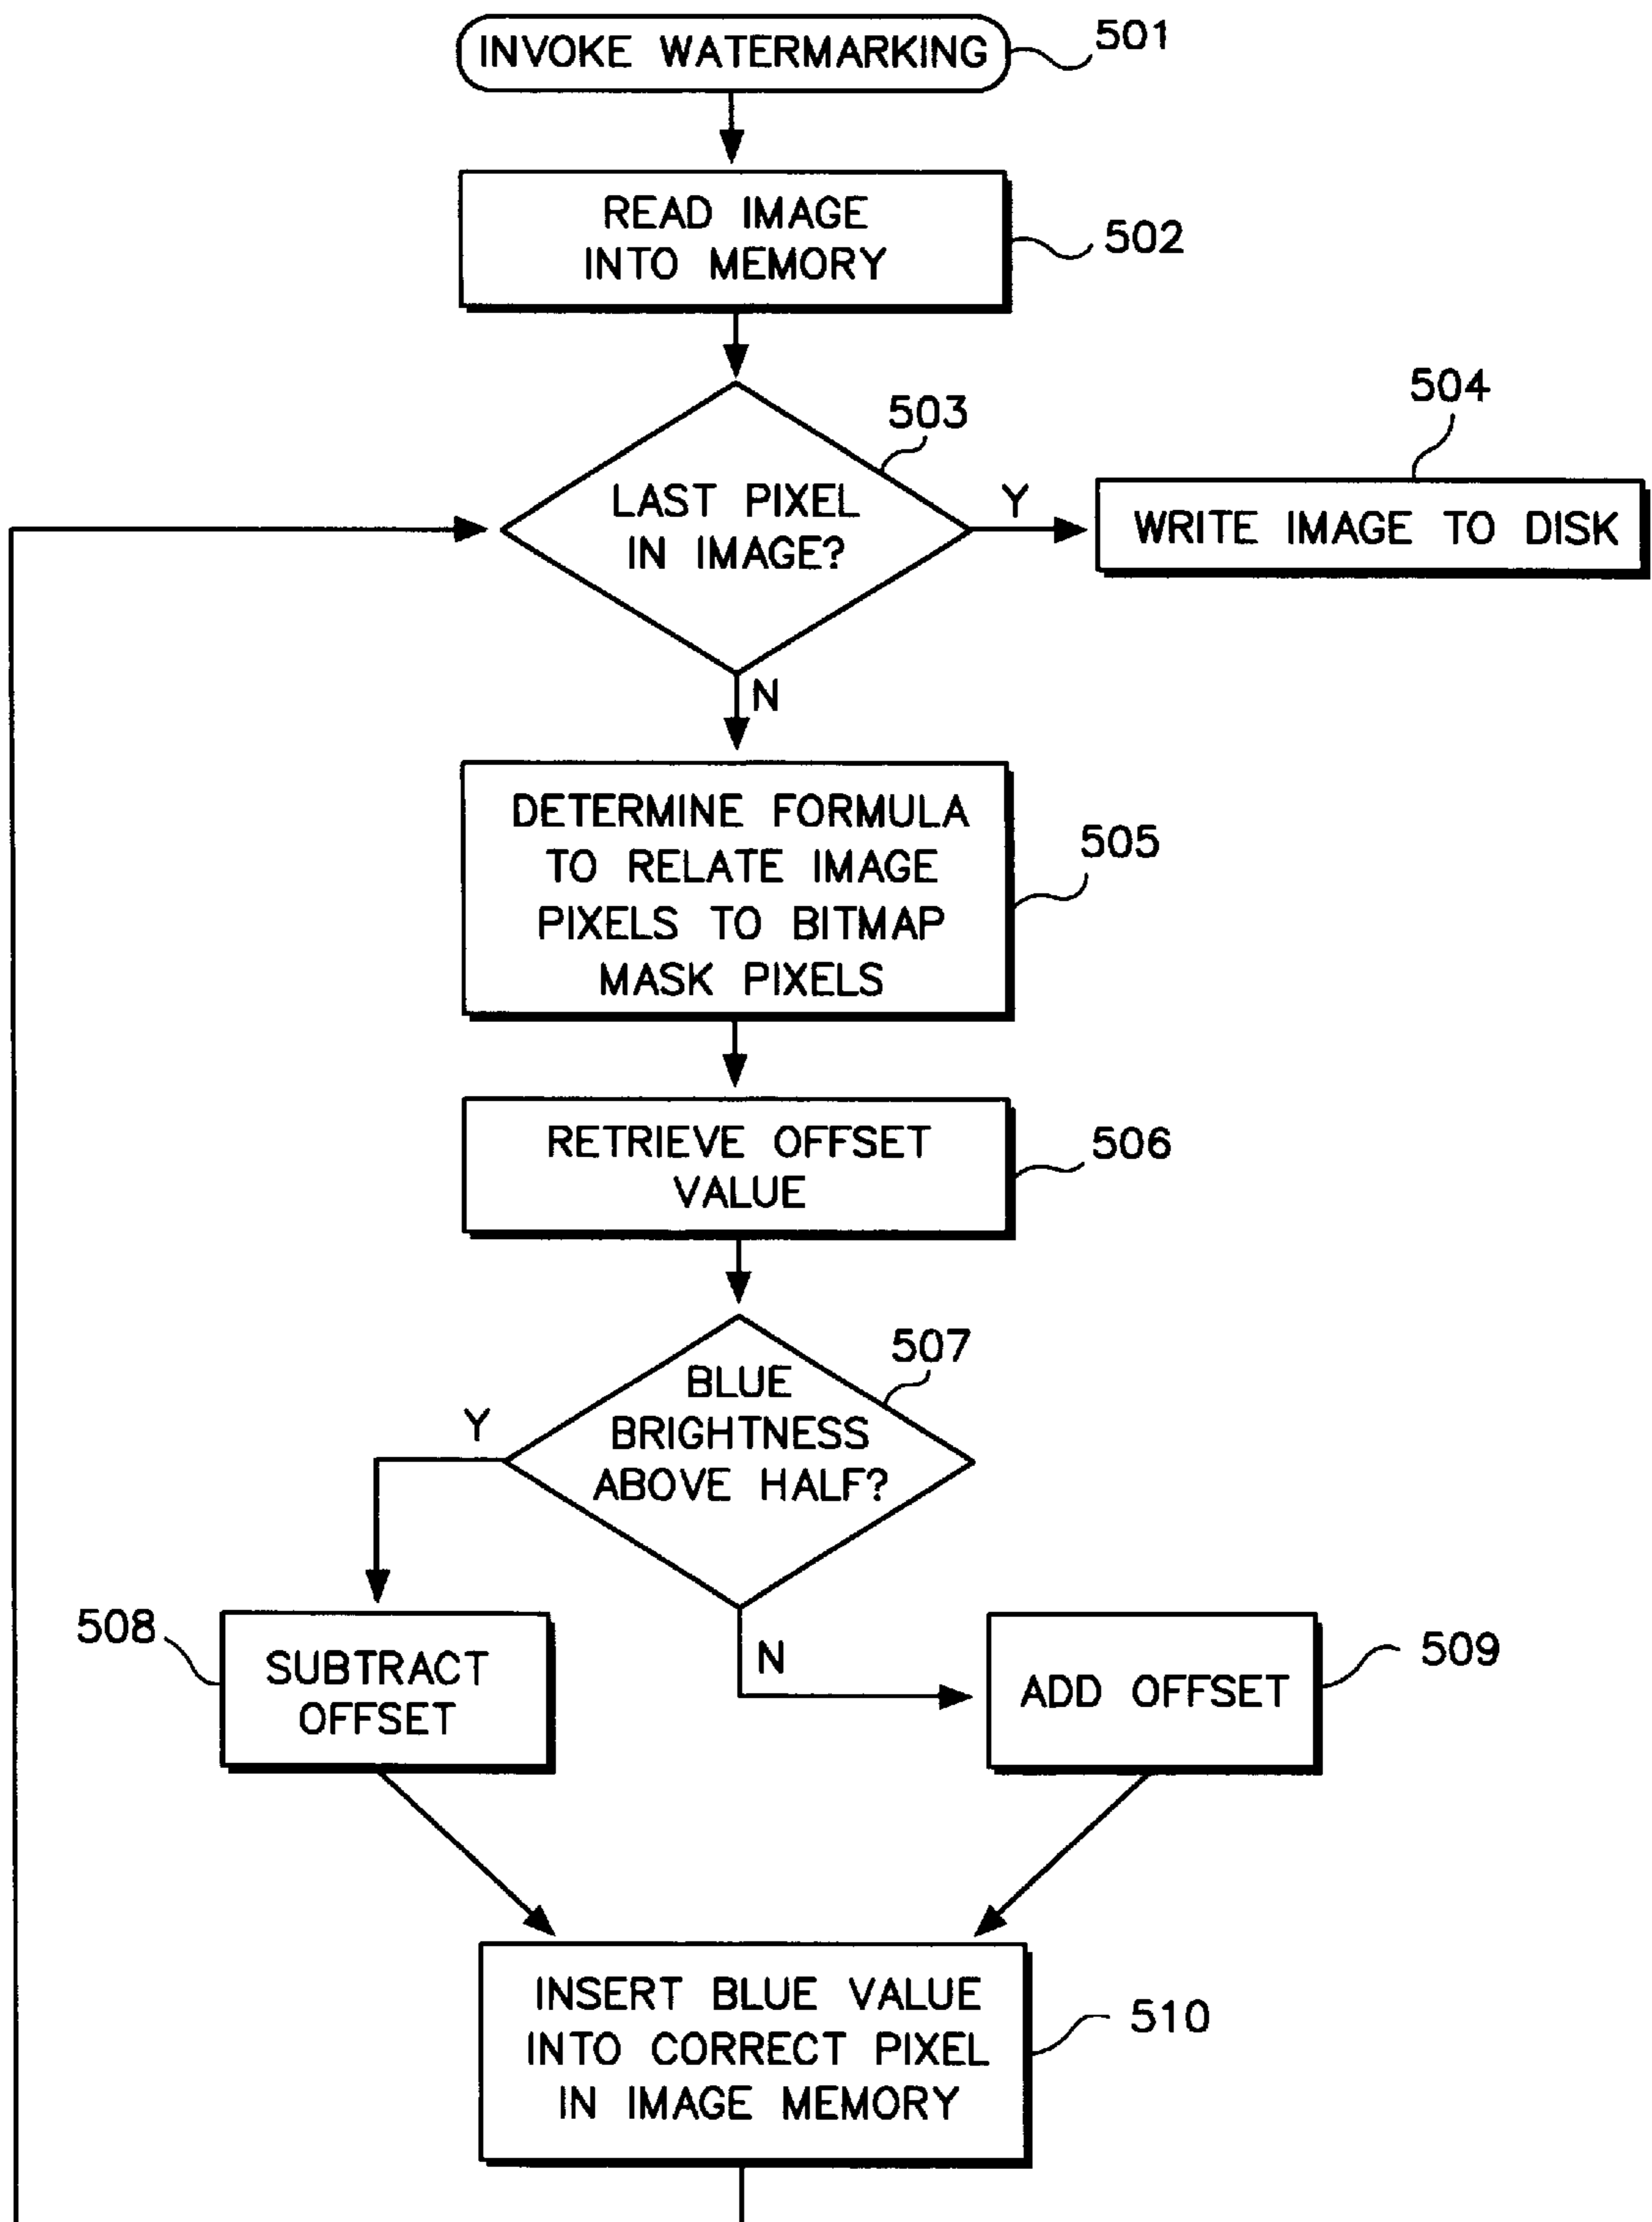 INVOKE WATERMARKING
501
READ IMAGE
INTO MEMORY
502
503
504
LAST PIXEL
IN IMAGE?
Y
WRITE IMAGE TO DISK
N
DETERMINE FORMULA
TO RELATE IMAGE
PIXELS TO BITMAP
MASK PIXELS
505
RETRIEVE OFFSET
VALUE
506
507
BLUE
BRIGHTNESS
ABOVE HALF?
Y
N
508
SUBTRACT
OFFSET
ADD OFFSET
509
INSERT BLUE VALUE
INTO CORRECT PIXEL
IN IMAGE MEMORY
510